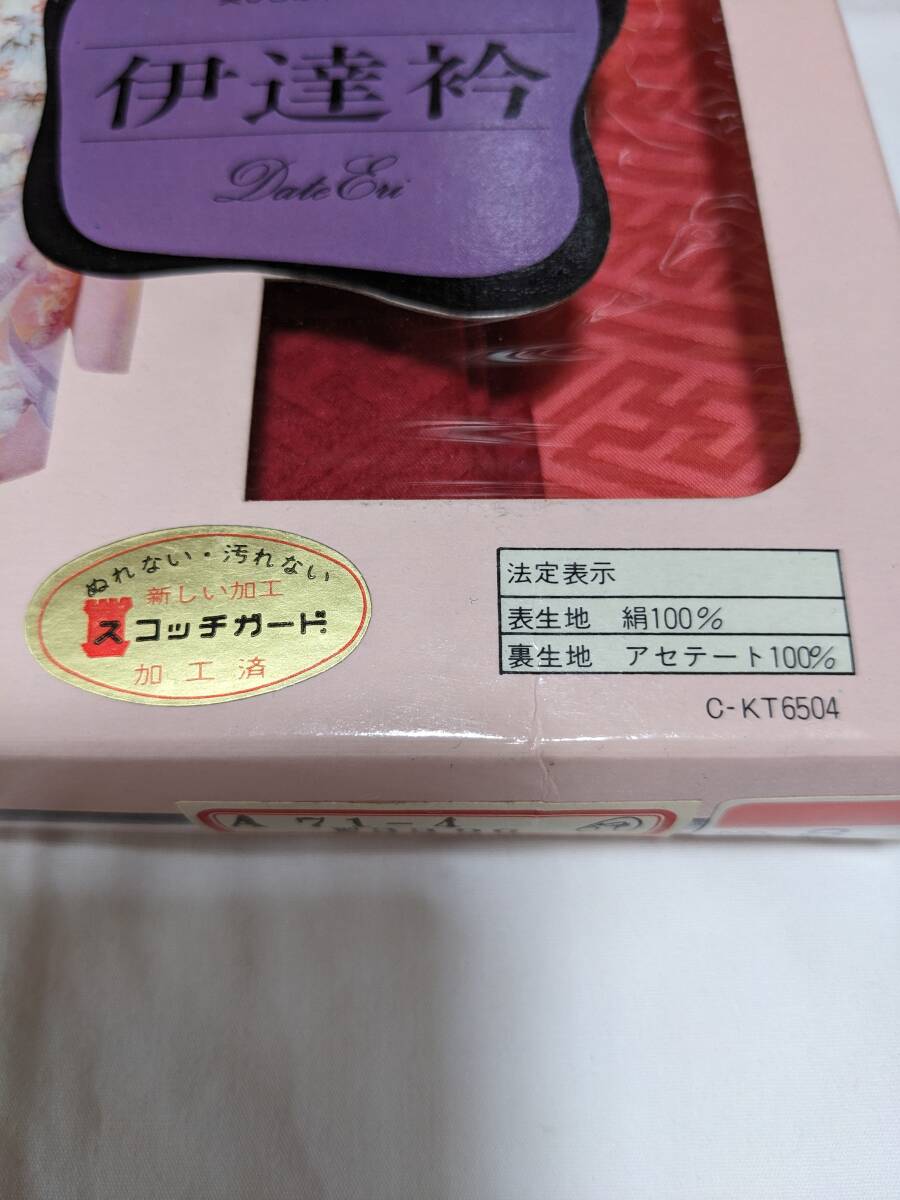 伊達衿
Date Eri
ぬれない・汚れない
新しい加工
スコッチガード
加工済
法定表示
表生地 絹100%
裏生地 アセテート100%
C-KT6504
A 71-4